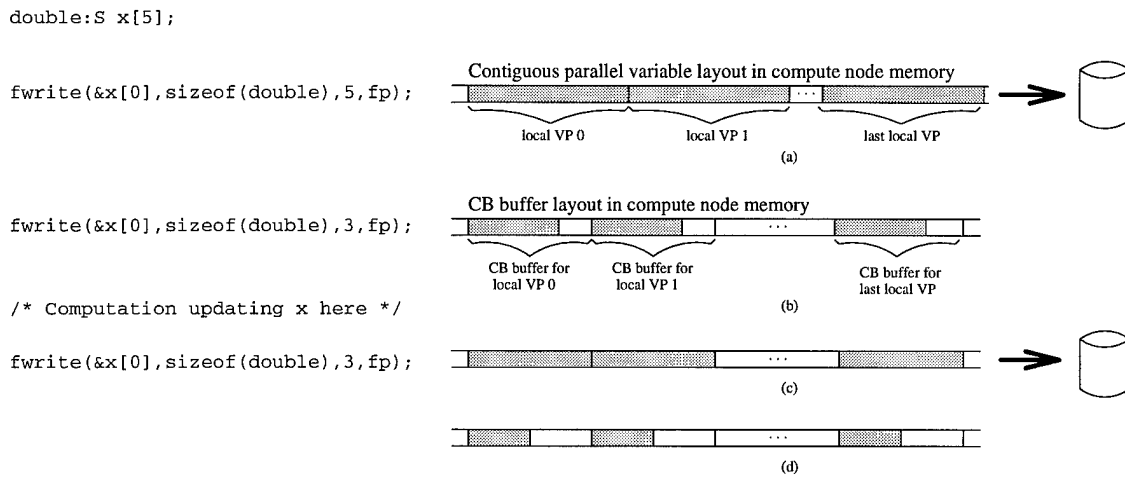 double:S x[5];
Contiguous parallel variable layout in compute node memory
fwrite(&x[0],sizeof(double),5,fp);
...
local VP 0
local VP 1
last local VP
(a)
CB buffer layout in compute node memory
fwrite(&x[0],sizeof(double),3,fp);
...
CB buffer for
local VP 0
CB buffer for
local VP 1
CB buffer for
last local VP
/* Computation updating x here */
(b)
fwrite(&x[0],sizeof(double),3,fp);
...
(c)
...
(d)